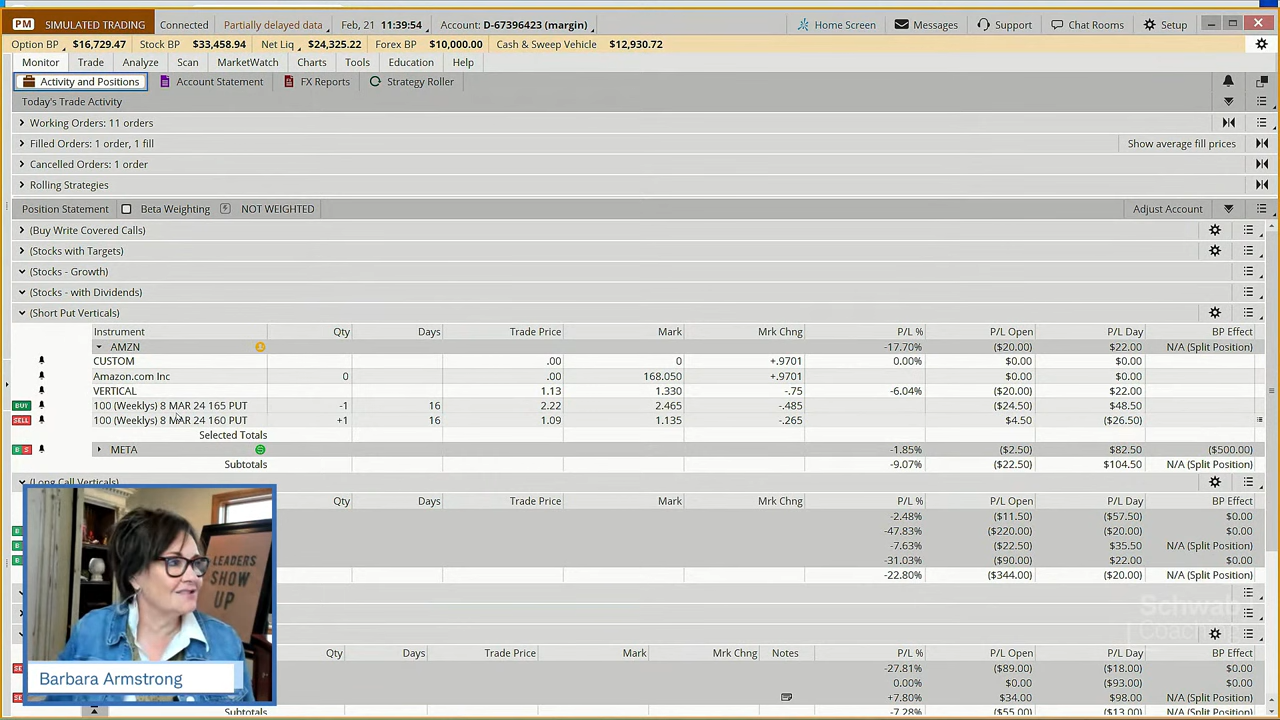 PM SIMULATED TRADING Connected Partially delayed data Feb, 21 11:39:54 Account: D-67396423 (margin) Home Screen Messages Support Chat Rooms Setup
Option BP $16,729.47 Stock BP $33,458.94 Net Liq $24,325.22 Forex BP $10,000.00 Cash & Sweep Vehicle $12,930.72
Monitor Trade Analyze Scan MarketWatch Charts Tools Education Help
Activity and Positions Account Statement FX Reports Strategy Roller
Today's Trade Activity
Working Orders: 11 orders
Filled Orders: 1 order, 1 fill Show average fill prices
Cancelled Orders: 1 order
Rolling Strategies
Position Statement Beta Weighting NOT WEIGHTED Adjust Account
(Buy Write Covered Calls)
(Stocks with Targets)
(Stocks - Growth)
(Stocks - with Dividends)
(Short Put Verticals)
Instrument Qty Days Trade Price Mark Mrk Chng P/L % P/L Open P/L Day BP Effect
AMZN -17.70% ($20.00) $22.00 N/A (Split Position)
CUSTOM .00 0 +.9701 0.00% $0.00 $0.00
Amazon.com Inc 0 .00 168.050 +.9701 $0.00 $0.00
VERTICAL 1.13 1.330 -.75 -6.04% ($20.00) $22.00
BUY 100 (Weeklys) 8 MAR 24 165 PUT -1 16 2.22 2.465 -.485 ($24.50) $48.50
SELL 100 (Weeklys) 8 MAR 24 160 PUT +1 16 1.09 1.135 -.265 $4.50 ($26.50)
Selected Totals
B S META -1.85% ($2.50) $82.50 ($500.00)
Subtotals -9.07% ($22.50) $104.50 N/A (Split Position)
(Long Call Verticals)
Qty Days Trade Price Mark Mrk Chng P/L % P/L Open P/L Day BP Effect
-2.48% ($11.50) ($57.50) $0.00
-47.83% ($220.00) ($20.00) $0.00
-7.63% ($22.50) $35.50 N/A (Split Position)
-31.03% ($90.00) $22.00 $0.00
-22.80% ($344.00) ($20.00) N/A (Split Position)
LEADERS
SHOW
UP
Schwab
Coaching
Qty Days Trade Price Mark Mrk Chng Notes P/L % P/L Open P/L Day BP Effect
-27.81% ($89.00) ($18.00) $0.00
0.00% $0.00 ($93.00) $0.00
+7.80% $34.00 $98.00 N/A (Split Position)
Subtotals -7.28% ($55.00) ($13.00) N/A (Split Position)
Barbara Armstrong